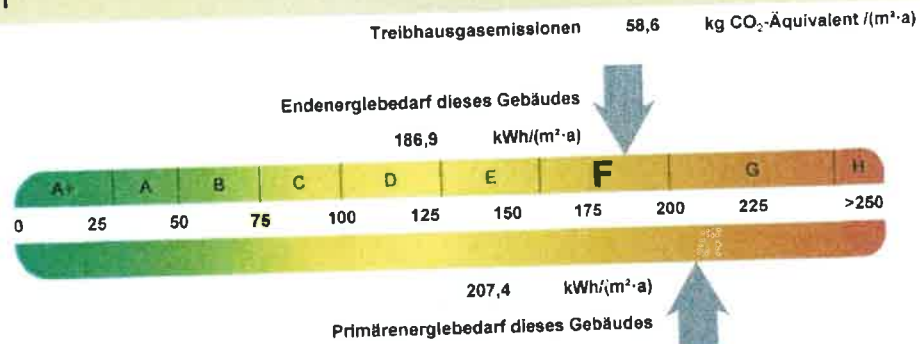 Treibhausgasemissionen 58,6 kg CO₂-Äquivalent /(m²·a)
Endenergiebedarf dieses Gebäudes
186,9 kWh/(m²·a)
A+ A B C D E F G H
0 25 50 75 100 125 150 175 200 225 >250
207,4 kWh/(m²·a)
Primärenergiebedarf dieses Gebäudes